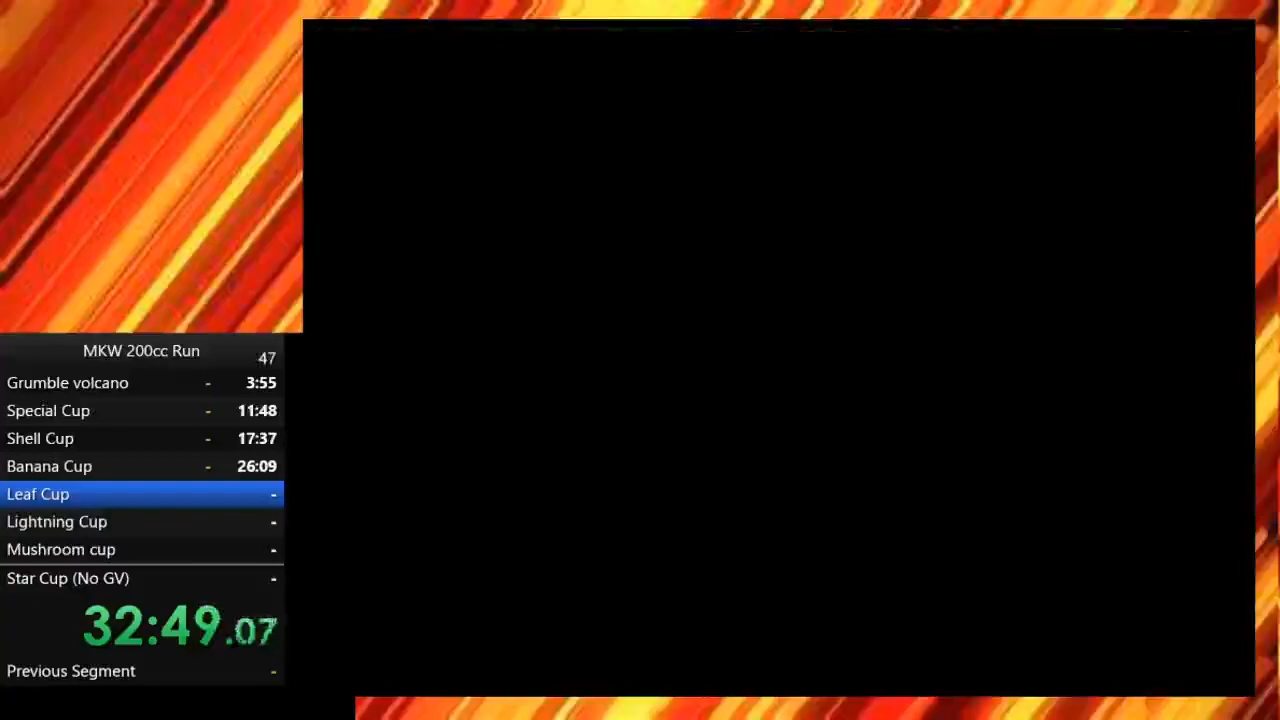 MKW 200cc Run 47
Grumble volcano - 3:55
Special Cup - 11:48
Shell Cup - 17:37
Banana Cup - 26:09
Leaf Cup -
Lightning Cup -
Mushroom cup -
Star Cup (No GV) -
32:49.07
Previous Segment -